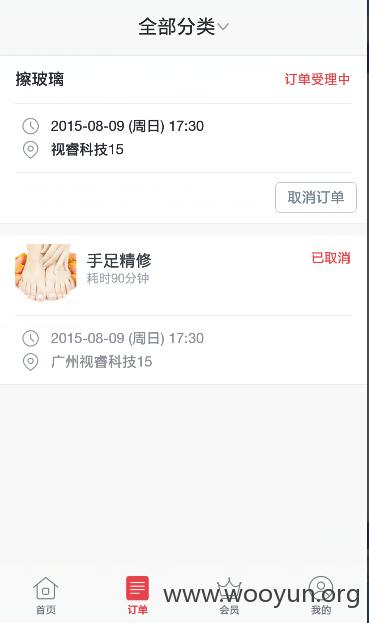 全部分类
擦玻璃
订单受理中
2015-08-09 (周日) 17:30
视睿科技15
取消订单
手足精修
已取消
耗时90分钟
2015-08-09 (周日) 17:30
广州视睿科技15
首页
订单
会员
我的
www.wooyun.org